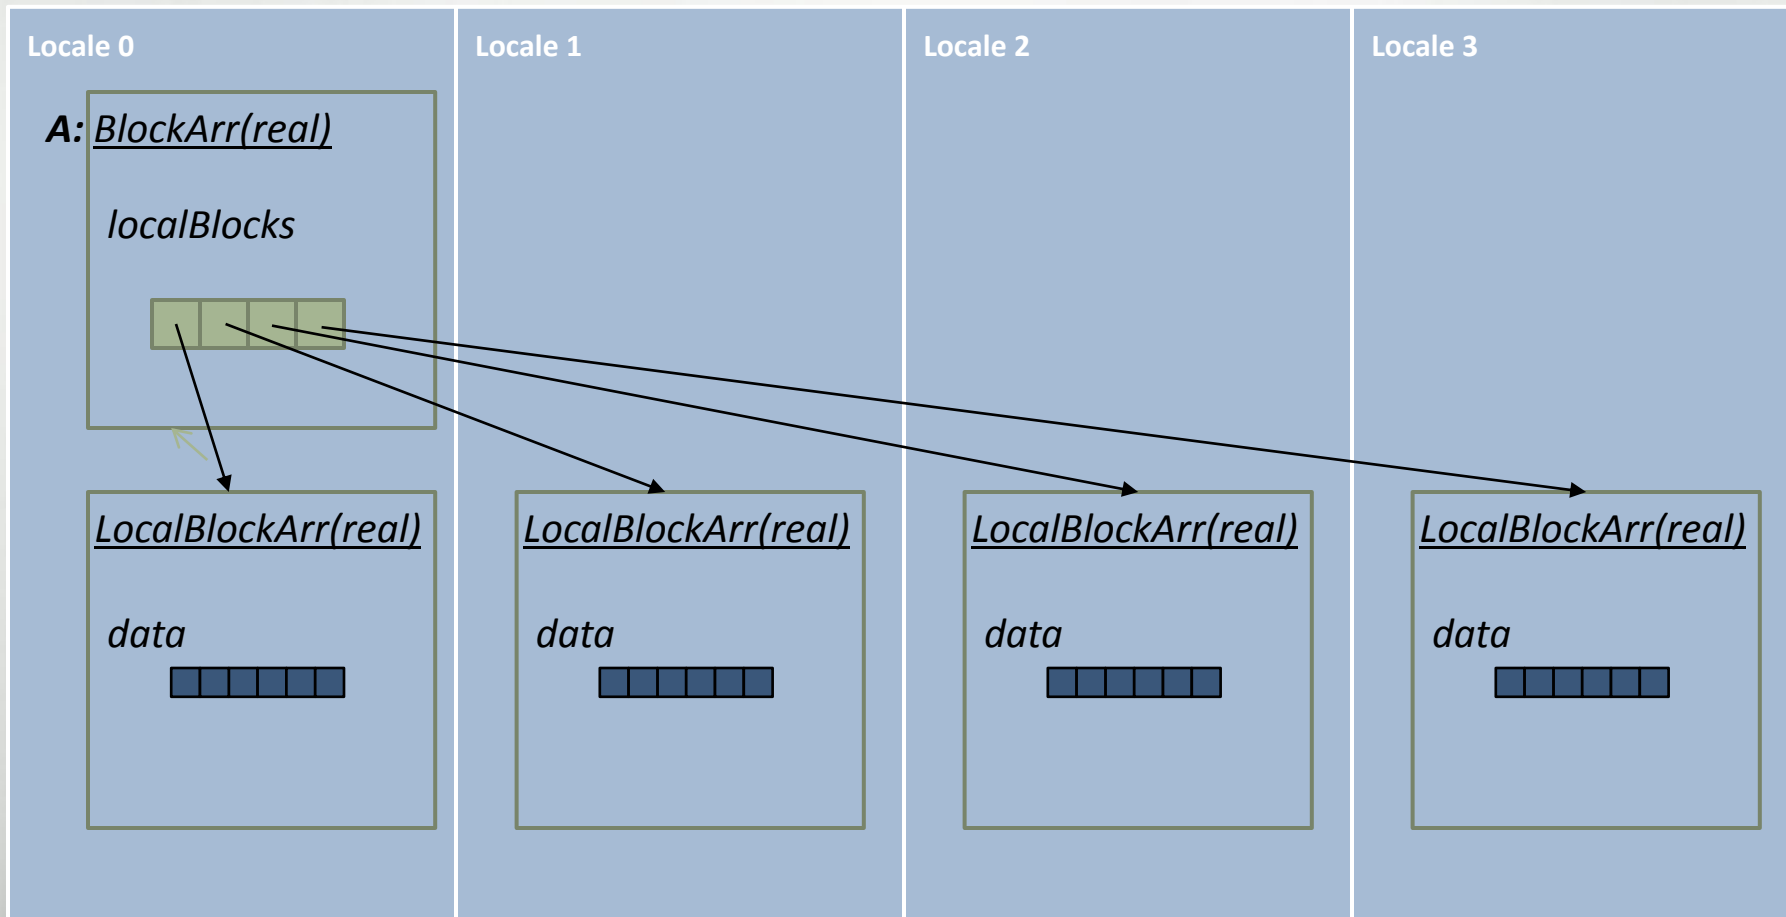 Locale 0
Locale 1
Locale 2
Locale 3
A: BlockArr(real)
localBlocks
LocalBlockArr(real)
LocalBlockArr(real)
LocalBlockArr(real)
LocalBlockArr(real)
data
data
data
data